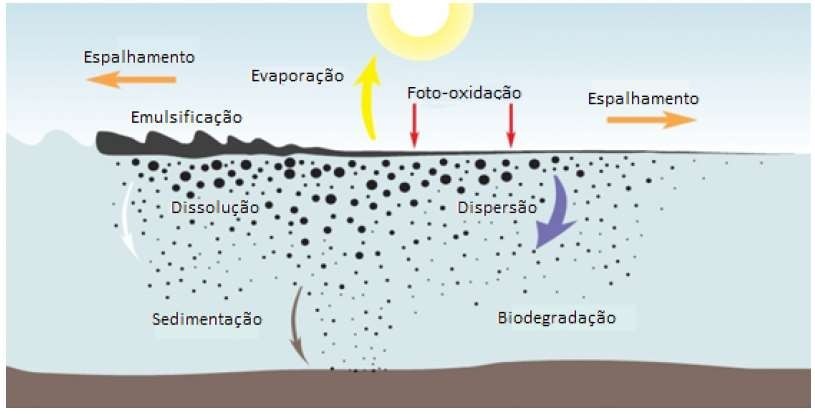 Espalhamento
Evaporação
Foto-oxidação
Espalhamento
Emulsificação
Dissolução
Dispersão
Sedimentação
Biodegradação